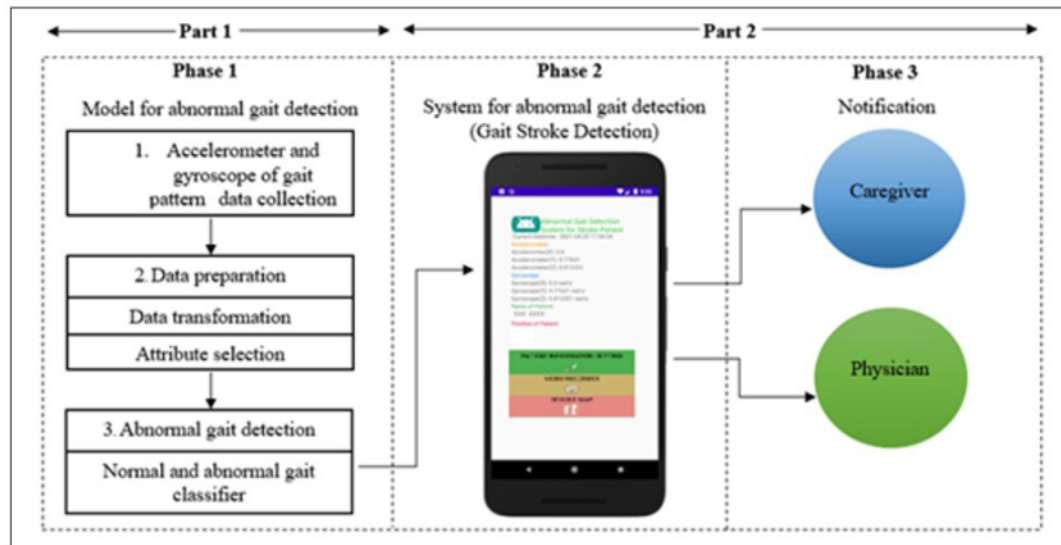 Part 1
Part 2
Phase 1
Model for abnormal gait detection
1. Accelerometer and
gyroscope of gait
pattern data collection
2. Data preparation
Data transformation
Attribute selection
3. Abnormal gait detection
Normal and abnormal gait
classifier
Phase 2
System for abnormal gait detection
(Gait Stroke Detection)
Abnormal Gait Detection
System for Stroke Patient
Accelerometer
Gyroscope
Name of Patient
Position of Patient
VIDEO RECORDER
Phase 3
Notification
Caregiver
Physician